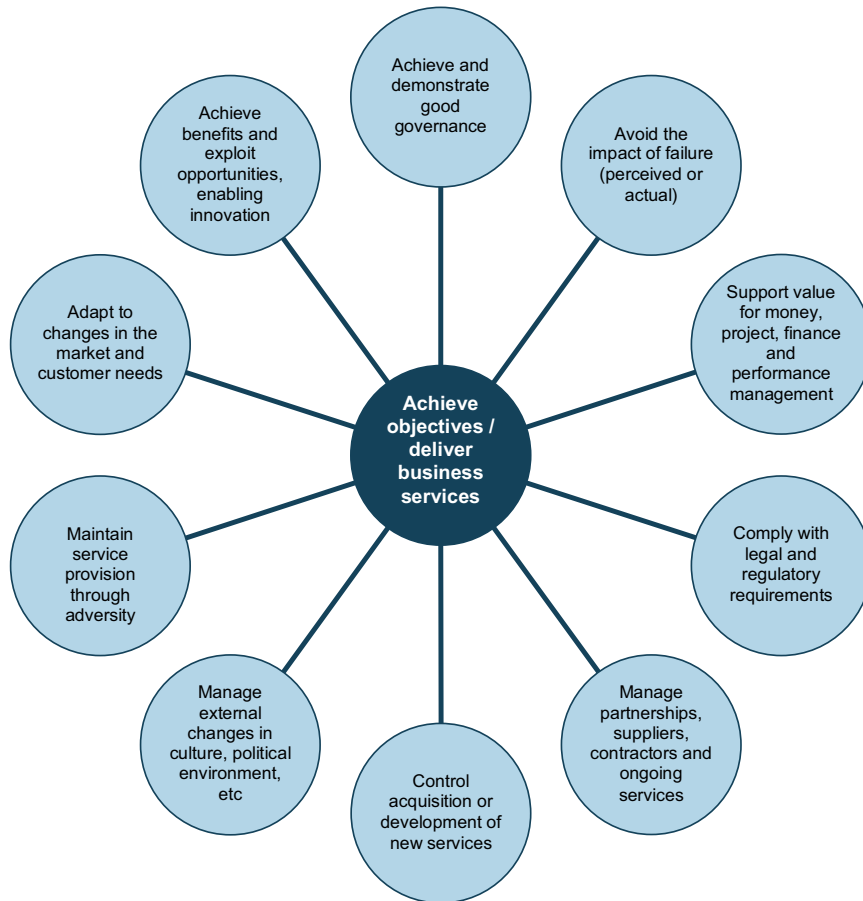 Achieve and
demonstrate
good
governance
Avoid the
impact of failure
(perceived or
actual)
Support value
for money,
project, finance
and
performance
management
Comply with
legal and
regulatory
requirements
Manage
partnerships,
suppliers,
contractors and
ongoing
services
Control
acquisition or
development of
new services
Manage
external
changes in
culture, political
environment,
etc
Maintain
service
provision
through
adversity
Adapt to
changes in the
market and
customer needs
Achieve
benefits and
exploit
opportunities,
enabling
innovation
Achieve
objectives /
deliver
business
services